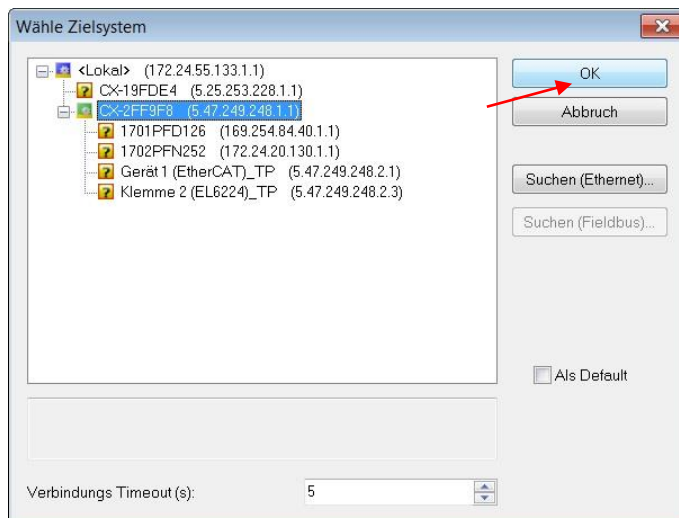 Wähle Zielsystem
<Lokal> (172.24.55.133.1.1)
CX-19FDE4 (5.25.253.228.1.1)
CX-2FF9F8 (5.47.249.248.1.1)
1701PFD126 (169.254.84.40.1.1)
1702PFN252 (172.24.20.130.1.1)
Gerät 1 (EtherCAT)_TP (5.47.249.248.2.1)
Klemme 2 (EL6224)_TP (5.47.249.248.2.3)
OK
Abbruch
Suchen (Ethernet)...
Suchen (Fieldbus)...
Als Default
Verbindungs Timeout (s): 5